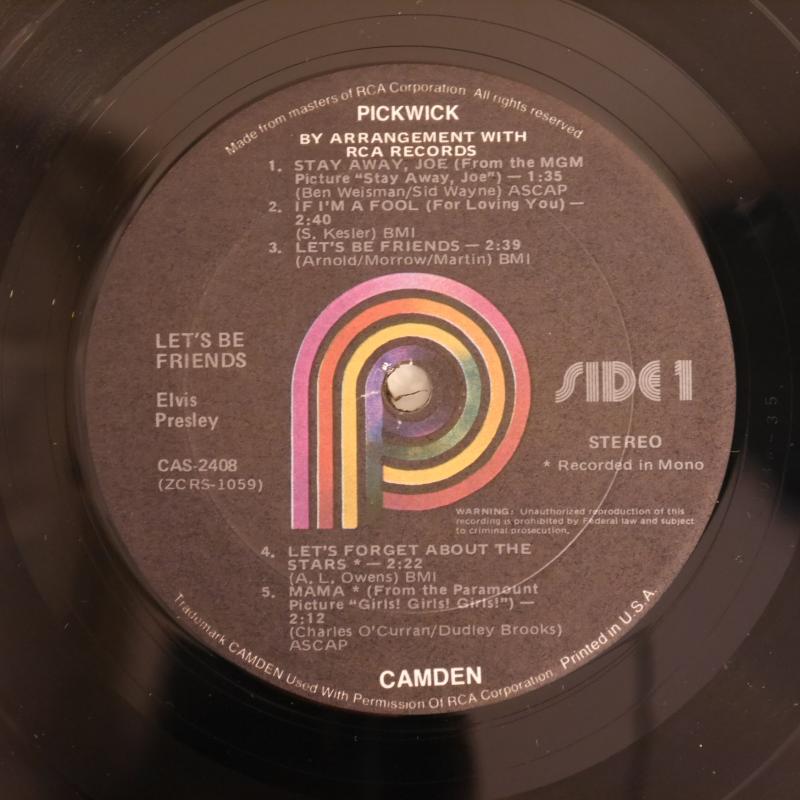 Made from masters of RCA Corporation All rights reserved
PICKWICK
BY ARRANGEMENT WITH
RCA RECORDS
1. STAY AWAY, JOE (From the MGM
Picture "Stay Away, Joe") — 1:35
(Ben Weisman/Sid Wayne) ASCAP
2. IF I'M A FOOL (For Loving You) —
2:40
(S. Kesler) BMI
3. LET'S BE FRIENDS — 2:39
(Arnold/Morrow/Martin) BMI
LET'S BE
FRIENDS
Elvis
Presley
CAS-2408
(ZCRS-1059)
SIDE 1
STEREO
* Recorded in Mono
WARNING: Unauthorized reproduction of this
recording is prohibited by Federal law and subject
to criminal prosecution.
4. LET'S FORGET ABOUT THE
STARS * — 2:22
(A. L. Owens) BMI
5. MAMA * (From the Paramount
Picture "Girls! Girls! Girls!") —
2:12
(Charles O'Curran/Dudley Brooks)
ASCAP
CAMDEN
Trademark CAMDEN Used With Permission Of RCA Corporation Printed in U.S.A.